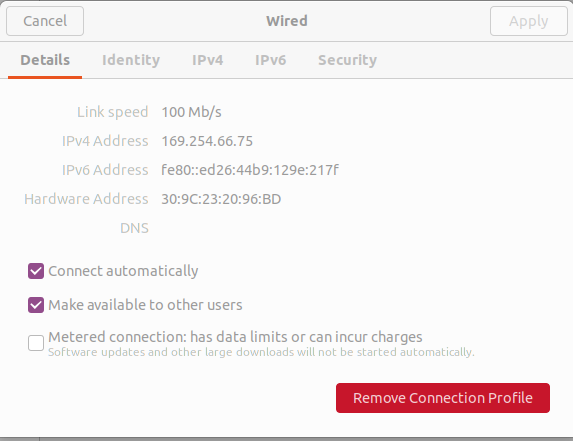 Cancel Wired Apply
Details Identity IPv4 IPv6 Security
Link speed 100 Mb/s
IPv4 Address 169.254.66.75
IPv6 Address fe80::ed26:44b9:129e:217f
Hardware Address 30:9C:23:20:96:BD
DNS
Connect automatically
Make available to other users
Metered connection: has data limits or can incur charges
Software updates and other large downloads will not be started automatically.
Remove Connection Profile